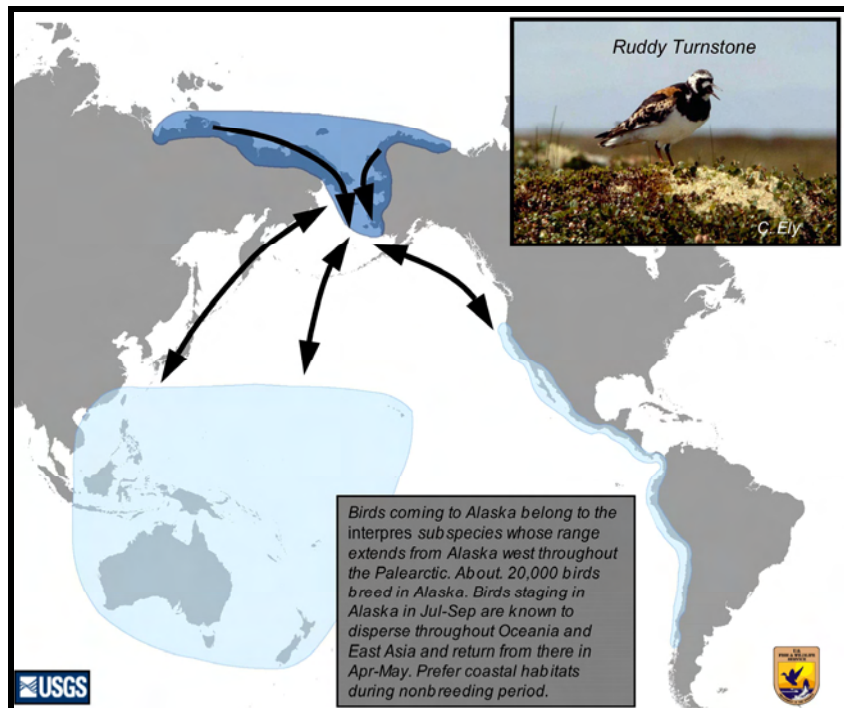 Ruddy Turnstone
C. Ely
Birds coming to Alaska belong to the
interpres subspecies whose range
extends from Alaska west throughout
the Palearctic. About. 20,000 birds
breed in Alaska. Birds staging in
Alaska in Jul-Sep are known to
disperse throughout Oceania and
East Asia and return from there in
Apr-May. Prefer coastal habitats
during nonbreeding period.
USGS
U.S.
FISH & WILDLIFE
SERVICE